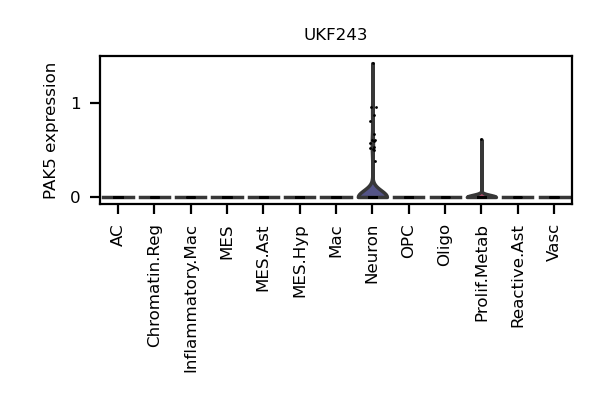 UKF243
PAK5 expression
1
0
AC
Chromatin.Reg
Inflammatory.Mac
MES
MES.Ast
MES.Hyp
Mac
Neuron
OPC
Oligo
Prolif.Metab
Reactive.Ast
Vasc